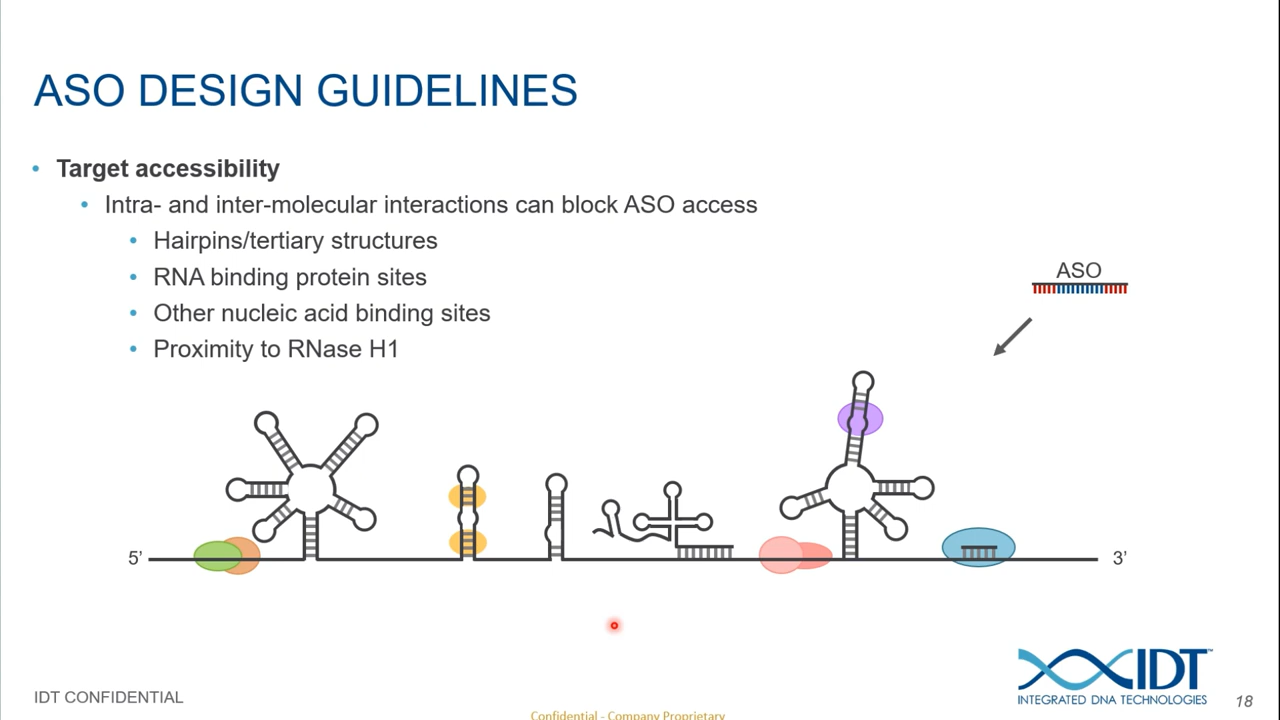 ASO DESIGN GUIDELINES
• Target accessibility
• Intra- and inter-molecular interactions can block ASO access
• Hairpins/tertiary structures
• RNA binding protein sites
• Other nucleic acid binding sites
• Proximity to RNase H1
ASO
5’
3’
IDT™
INTEGRATED DNA TECHNOLOGIES
IDT CONFIDENTIAL
18
Confidential - Company Proprietary